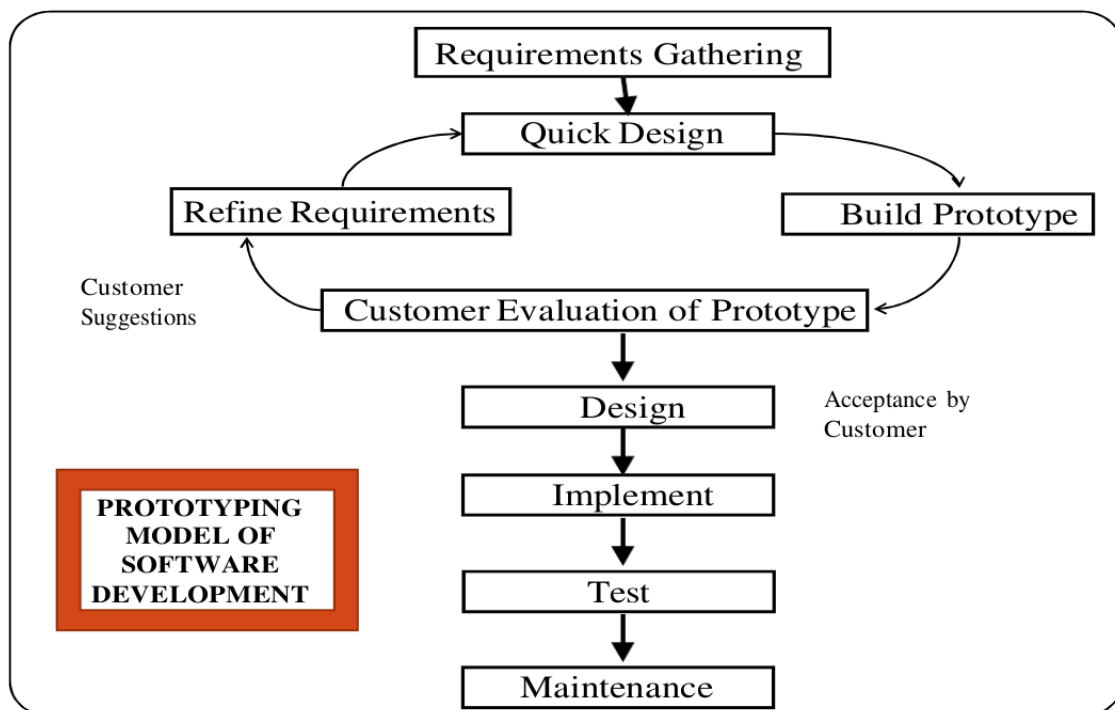 Requirements Gathering
Quick Design
Refine Requirements
Build Prototype
Customer
Suggestions
Customer Evaluation of Prototype
Design
Acceptance by
Customer
Implement
PROTOTYPING
MODEL OF
SOFTWARE
DEVELOPMENT
Test
Maintenance